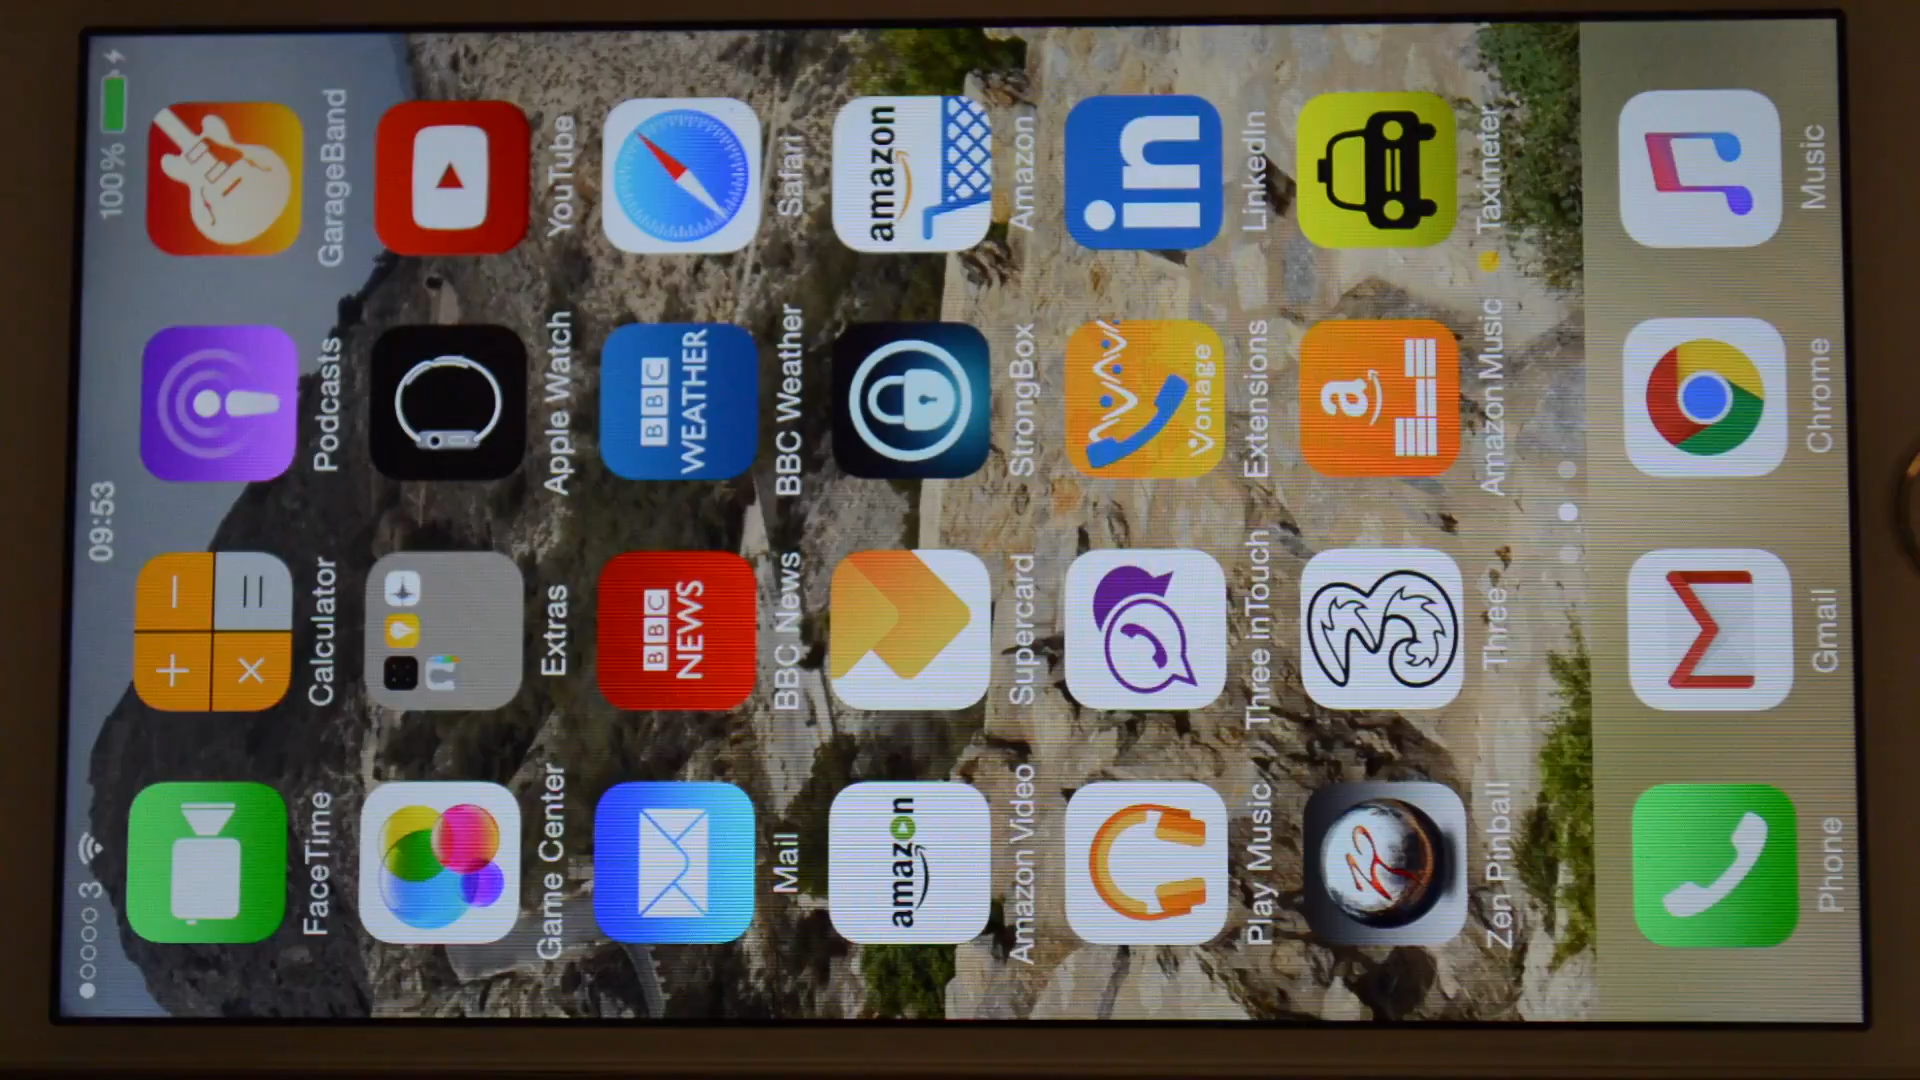 3 09:53 100%
FaceTime Calculator Podcasts GarageBand
Game Center Extras Apple Watch YouTube
BBC NEWS BBC WEATHER
Mail BBC News BBC Weather Safari
amazon amazon
Amazon Video Supercard StrongBox Amazon
Vonage in
Play Music Three inTouch Extensions LinkedIn
a
Zen Pinball Three Amazon Music Taximeter
Phone Gmail Chrome Music